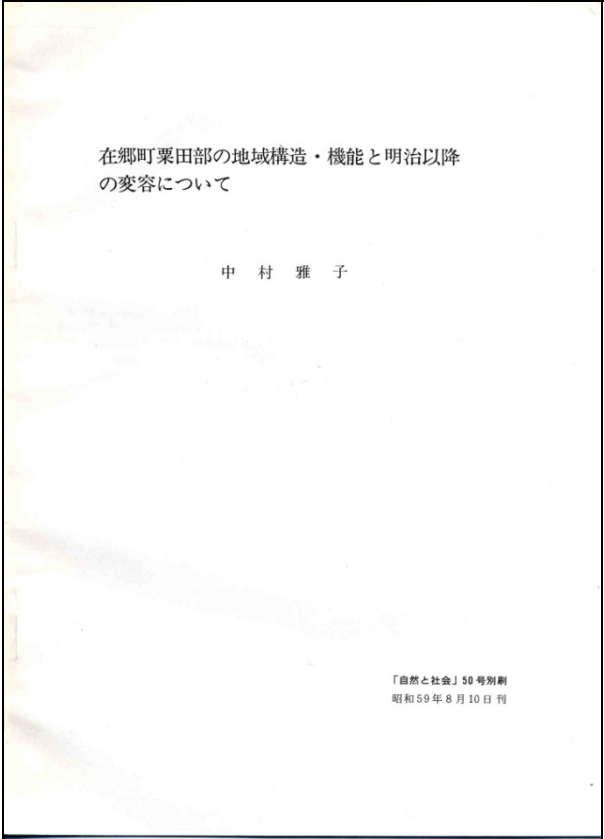 在郷町粟田部の地域構造・機能と明治以降
の変容について
中村雅子
「自然と社会」50号別刷
昭和59年8月10日刊